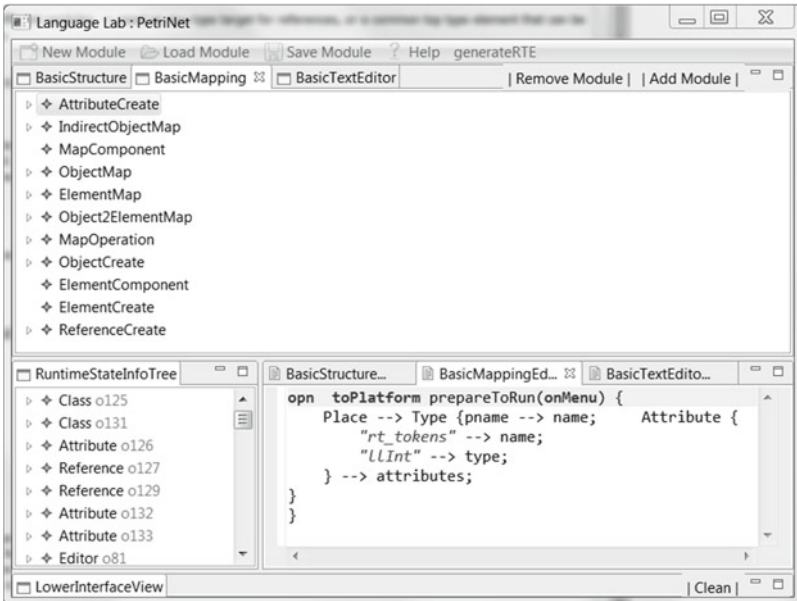 Language Lab : PetriNet
New Module Load Module Save Module ? Help generateRTE
BasicStructure BasicMapping BasicTextEditor | Remove Module | | Add Module |
AttributeCreate
IndirectObjectMap
MapComponent
ObjectMap
ElementMap
Object2ElementMap
MapOperation
ObjectCreate
ElementComponent
ElementCreate
ReferenceCreate
RuntimeStateInfoTree
Class o125
Class o131
Attribute o126
Reference o127
Reference o129
Attribute o132
Attribute o133
Editor o81
BasicStructure... BasicMappingEd... BasicTextEdito...
opn toPlatform prepareToRun(onMenu) {
Place --> Type {pname --> name; Attribute {
"rt_tokens" --> name;
"llInt" --> type;
} --> attributes;
}
}
LowerInterfaceView | Clean |